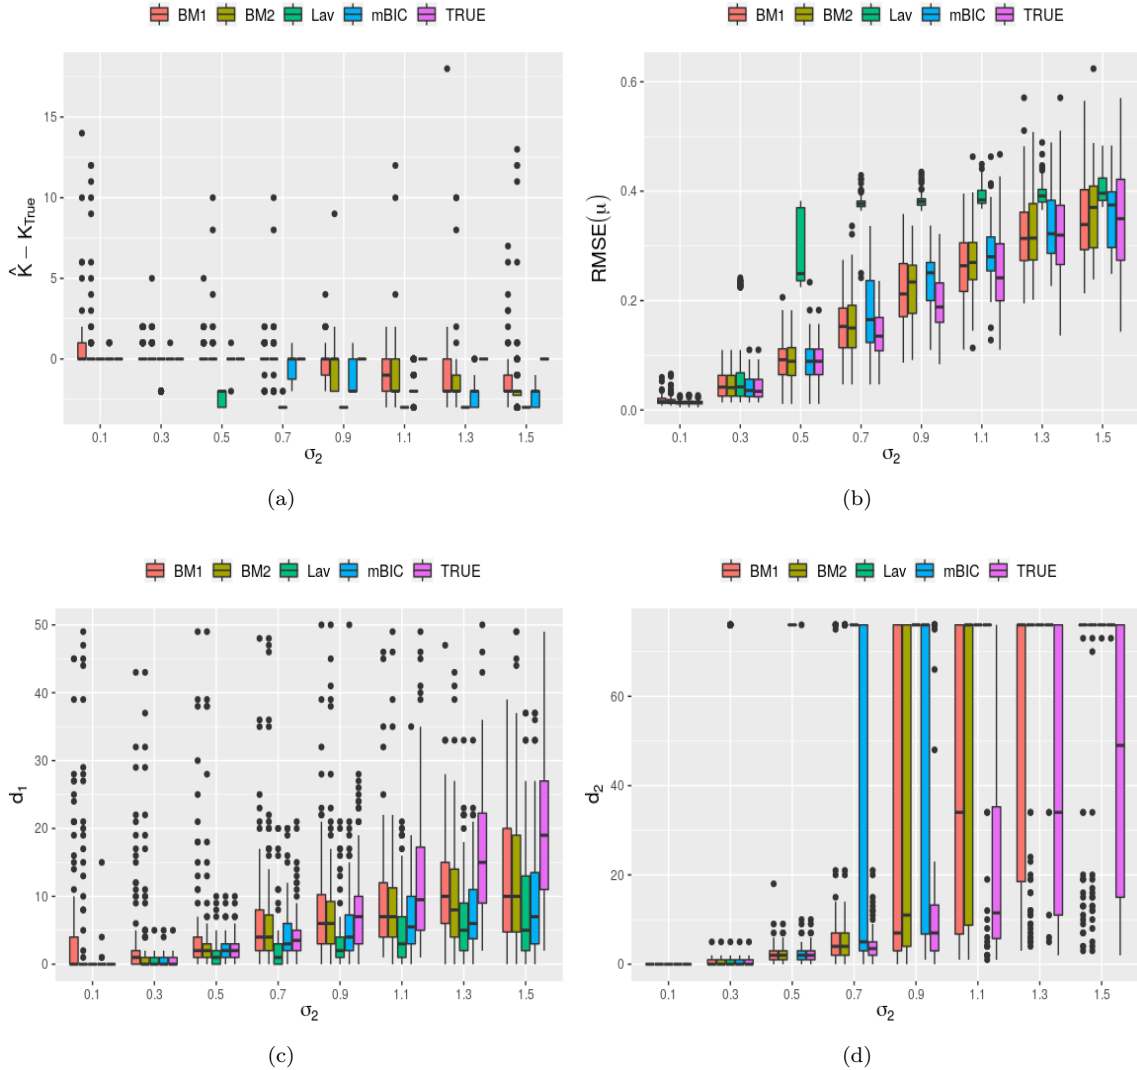 BM1 BM2 Lav mBIC TRUE
BM1 BM2 Lav mBIC TRUE
K̂ − K_True
15
10
5
0
0.1 0.3 0.5 0.7 0.9 1.1 1.3 1.5
σ₂
(a)
RMSE(μ)
0.6
0.4
0.2
0.0
0.1 0.3 0.5 0.7 0.9 1.1 1.3 1.5
σ₂
(b)
BM1 BM2 Lav mBIC TRUE
BM1 BM2 Lav mBIC TRUE
d₁
50
40
30
20
10
0
0.1 0.3 0.5 0.7 0.9 1.1 1.3 1.5
σ₂
(c)
d₂
60
40
20
0
0.1 0.3 0.5 0.7 0.9 1.1 1.3 1.5
σ₂
(d)